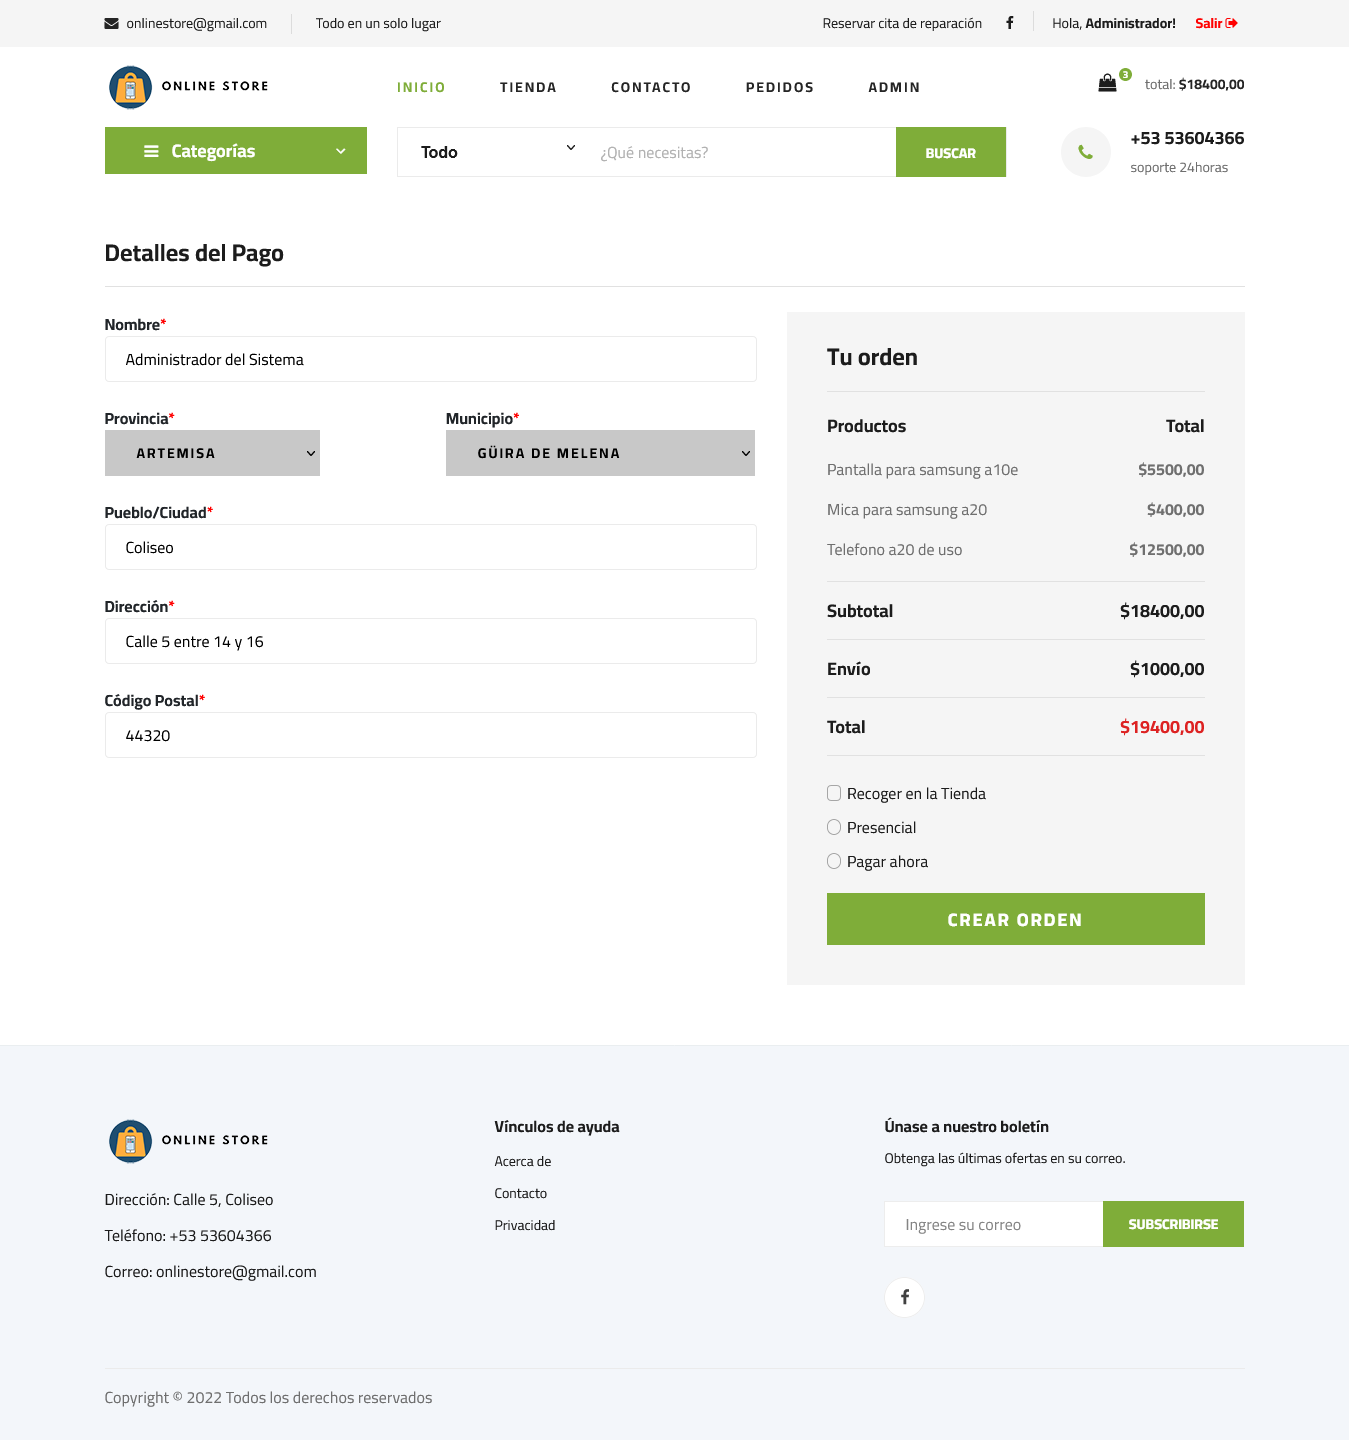 onlinestore@gmail.com
Todo en un solo lugar
Reservar cita de reparación
Hola, Administrador!
Salir
ONLINE STORE
INICIO
TIENDA
CONTACTO
PEDIDOS
ADMIN
3
total: $18400,00
Categorías
Todo
¿Qué necesitas?
BUSCAR
+53 53604366
soporte 24horas
Detalles del Pago
Nombre*
Administrador del Sistema
Provincia*
Municipio*
ARTEMISA
GÜIRA DE MELENA
Pueblo/Ciudad*
Coliseo
Dirección*
Calle 5 entre 14 y 16
Código Postal*
44320
Tu orden
Productos Total
Pantalla para samsung a10e $5500,00
Mica para samsung a20 $400,00
Telefono a20 de uso $12500,00
Subtotal $18400,00
Envío $1000,00
Total $19400,00
Recoger en la Tienda
Presencial
Pagar ahora
CREAR ORDEN
ONLINE STORE
Dirección: Calle 5, Coliseo
Teléfono: +53 53604366
Correo: onlinestore@gmail.com
Vínculos de ayuda
Acerca de
Contacto
Privacidad
Únase a nuestro boletín
Obtenga las últimas ofertas en su correo.
Ingrese su correo
SUBSCRIBIRSE
Copyright © 2022 Todos los derechos reservados